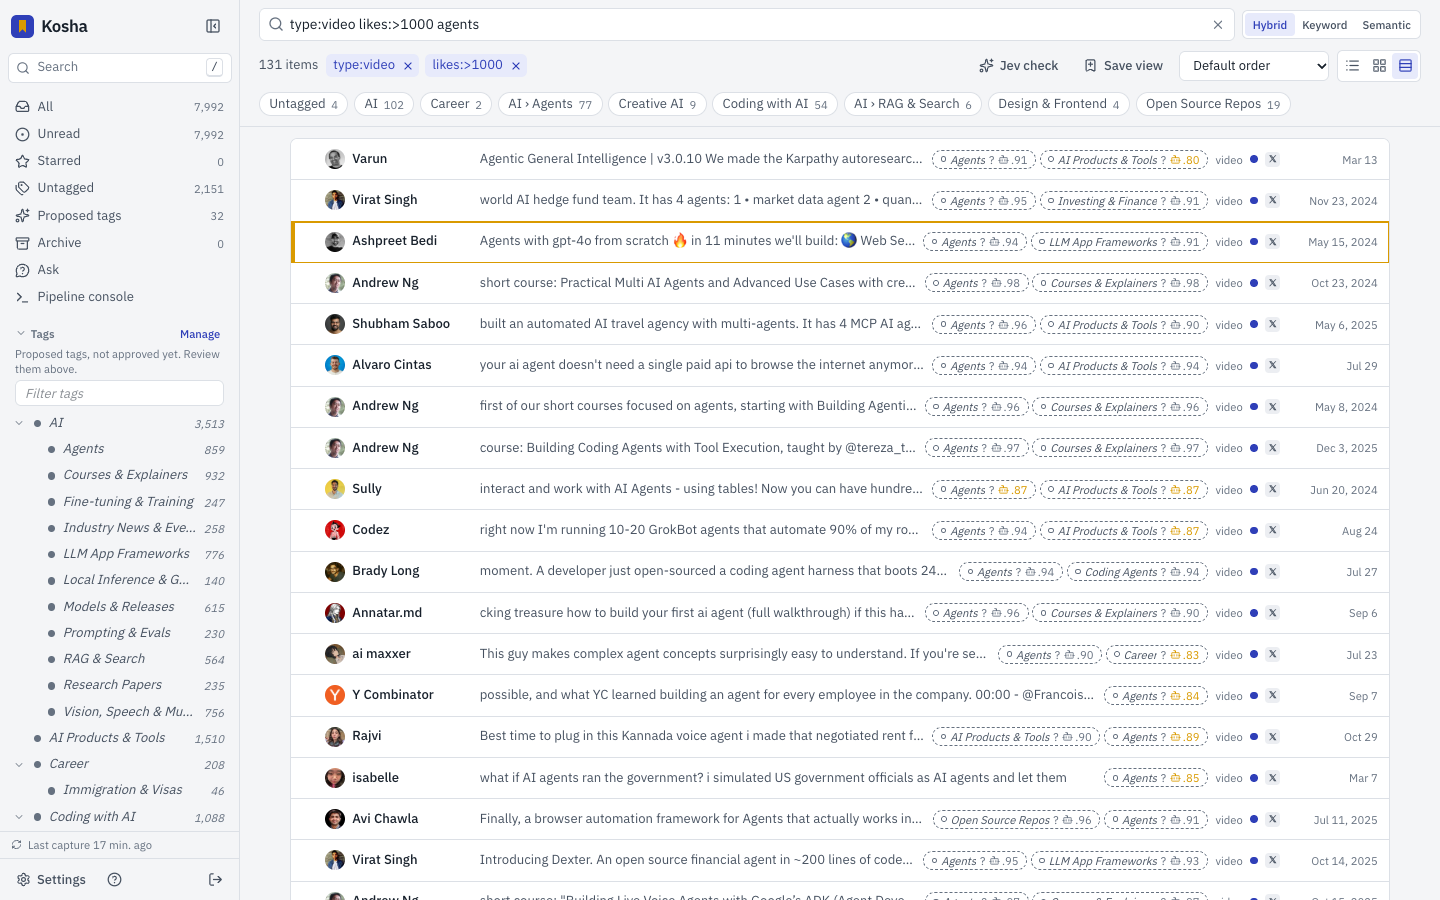 Kosha
Search /
All 7,992
Unread 7,992
Starred 0
Untagged 2,151
Proposed tags 32
Archive 0
Ask
Pipeline console
Tags Manage
Proposed tags, not approved yet. Review
them above.
Filter tags
AI 3,513
Agents 859
Courses & Explainers 932
Fine-tuning & Training 247
Industry News & Eve... 258
LLM App Frameworks 776
Local Inference & G... 140
Models & Releases 615
Prompting & Evals 230
RAG & Search 564
Research Papers 235
Vision, Speech & Mu... 756
AI Products & Tools 1,510
Career 208
Immigration & Visas 46
Coding with AI 1,088
Last capture 17 min. ago
Settings
type:video likes:>1000 agents
Hybrid Keyword Semantic
131 items type:video × likes:>1000 ×
Jev check Save view Default order
Untagged 4 AI 102 Career 2 AI › Agents 77 Creative AI 9 Coding with AI 54 AI › RAG & Search 6 Design & Frontend 4 Open Source Repos 19
Varun Agentic General Intelligence | v3.0.10 We made the Karpathy autoresearc... Agents ? .91 AI Products & Tools ? .80 video X Mar 13
Virat Singh world AI hedge fund team. It has 4 agents: 1 • market data agent 2 • quan... Agents ? .95 Investing & Finance ? .91 video X Nov 23, 2024
Ashpreet Bedi Agents with gpt-4o from scratch 🔥 in 11 minutes we'll build: 🌎 Web Se... Agents ? .94 LLM App Frameworks ? .91 video X May 15, 2024
Andrew Ng short course: Practical Multi AI Agents and Advanced Use Cases with cre... Agents ? .98 Courses & Explainers ? .98 video X Oct 23, 2024
Shubham Saboo built an automated AI travel agency with multi-agents. It has 4 MCP AI ag... Agents ? .96 AI Products & Tools ? .90 video X May 6, 2025
Alvaro Cintas your ai agent doesn't need a single paid api to browse the internet anymor... Agents ? .94 AI Products & Tools ? .94 video X Jul 29
Andrew Ng first of our short courses focused on agents, starting with Building Agenti... Agents ? .96 Courses & Explainers ? .96 video X May 8, 2024
Andrew Ng course: Building Coding Agents with Tool Execution, taught by @tereza_t... Agents ? .97 Courses & Explainers ? .97 video X Dec 3, 2025
Sully interact and work with AI Agents - using tables! Now you can have hundre... Agents ? .87 AI Products & Tools ? .87 video X Jun 20, 2024
Codez right now I'm running 10-20 GrokBot agents that automate 90% of my ro... Agents ? .94 AI Products & Tools ? .87 video X Aug 24
Brady Long moment. A developer just open-sourced a coding agent harness that boots 24... Agents ? .94 Coding Agents ? .94 video X Jul 27
Annatar.md cking treasure how to build your first ai agent (full walkthrough) if this ha... Agents ? .96 Courses & Explainers ? .90 video X Sep 6
ai maxxer This guy makes complex agent concepts surprisingly easy to understand. If you're se... Agents ? .90 Career ? .83 video X Jul 23
Y Combinator possible, and what YC learned building an agent for every employee in the company. 00:00 - @Francois... Agents ? .84 video X Sep 7
Rajvi Best time to plug in this Kannada voice agent i made that negotiated rent f... AI Products & Tools ? .90 Agents ? .89 video X Oct 29
isabelle what if AI agents ran the government? i simulated US government officials as AI agents and let them Agents ? .85 video X Mar 7
Avi Chawla Finally, a browser automation framework for Agents that actually works in... Open Source Repos ? .96 Agents ? .91 video X Jul 11, 2025
Virat Singh Introducing Dexter. An open source financial agent in ~200 lines of code... Agents ? .95 LLM App Frameworks ? .93 video X Oct 14, 2025